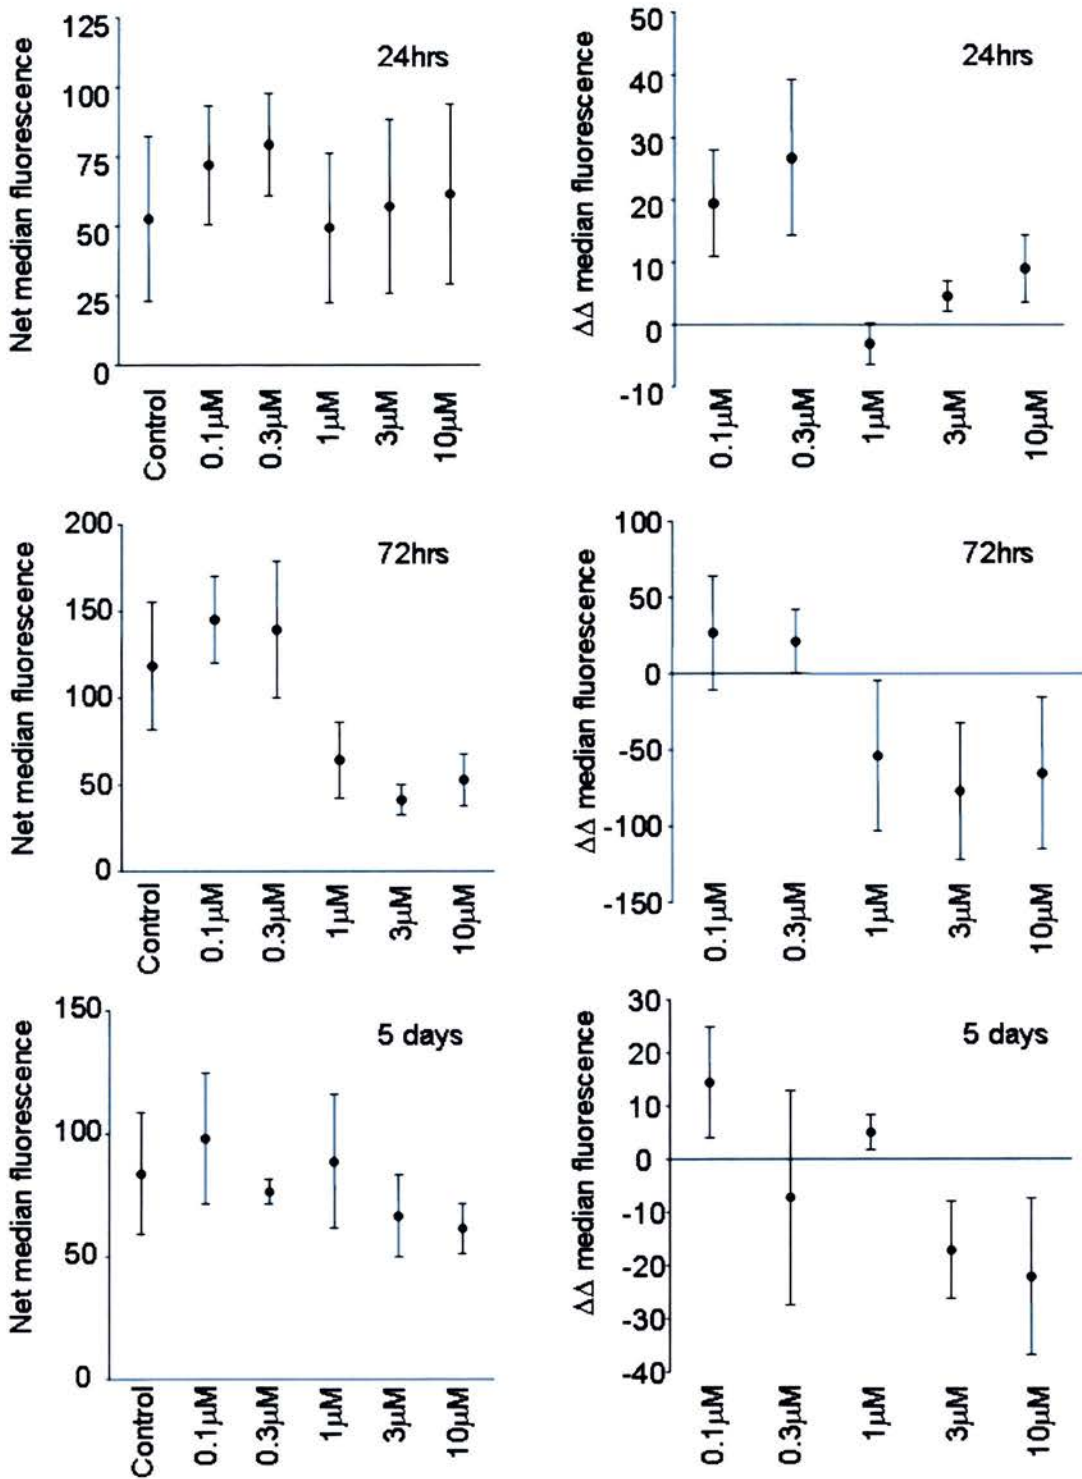 Net median fluorescence
125
100
75
50
25
0
24hrs
Control
0.1µM
0.3µM
1µM
3µM
10µM
ΔΔ median fluorescence
50
40
30
20
10
0
-10
24hrs
0.1µM
0.3µM
1µM
3µM
10µM
Net median fluorescence
200
150
100
50
0
72hrs
Control
0.1µM
0.3µM
1µM
3µM
10µM
ΔΔ median fluorescence
100
50
0
-50
-100
-150
72hrs
0.1µM
0.3µM
1µM
3µM
10µM
Net median fluorescence
150
100
50
0
5 days
Control
0.1µM
0.3µM
1µM
3µM
10µM
ΔΔ median fluorescence
30
20
10
0
-10
-20
-30
-40
5 days
0.1µM
0.3µM
1µM
3µM
10µM